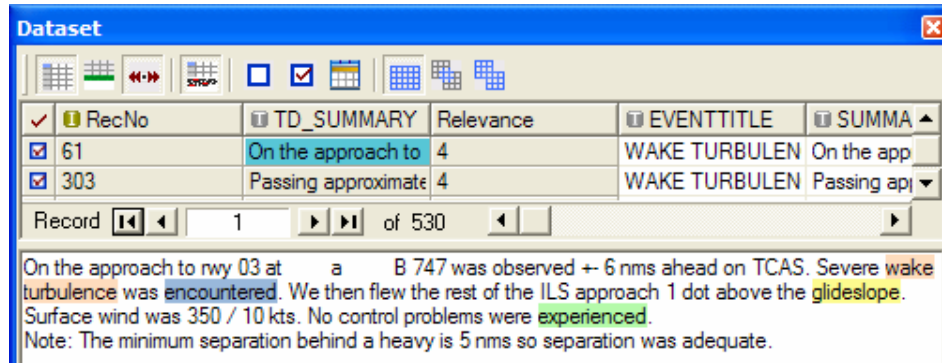 Dataset
RecNo TD_SUMMARY Relevance EVENTTITLE SUMMA
61 On the approach to 4 WAKE TURBULEN On the app
303 Passing approximate 4 WAKE TURBULEN Passing app
Record 1 of 530
On the approach to rwy 03 at a B 747 was observed +- 6 nms ahead on TCAS. Severe wake
turbulence was encountered. We then flew the rest of the ILS approach 1 dot above the glideslope.
Surface wind was 350 / 10 kts. No control problems were experienced.
Note: The minimum separation behind a heavy is 5 nms so separation was adequate.